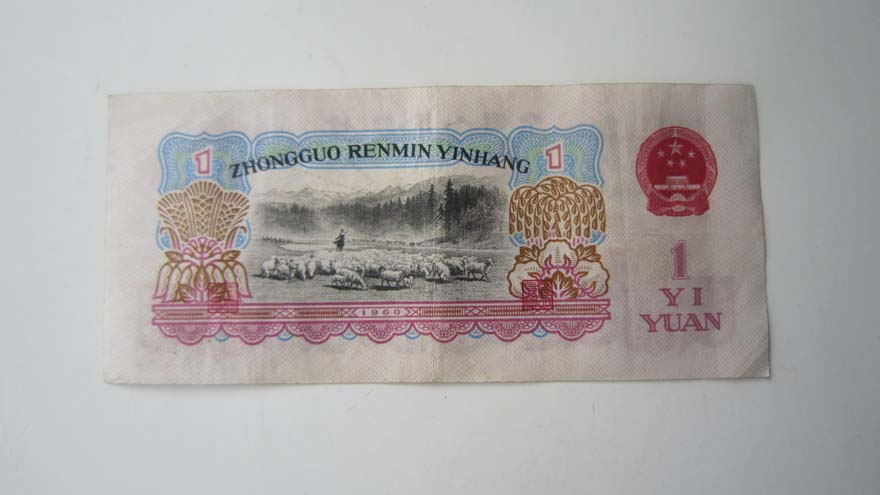 1
ZHONGGUO RENMIN YINHANG
1
1960
1
YI
YUAN